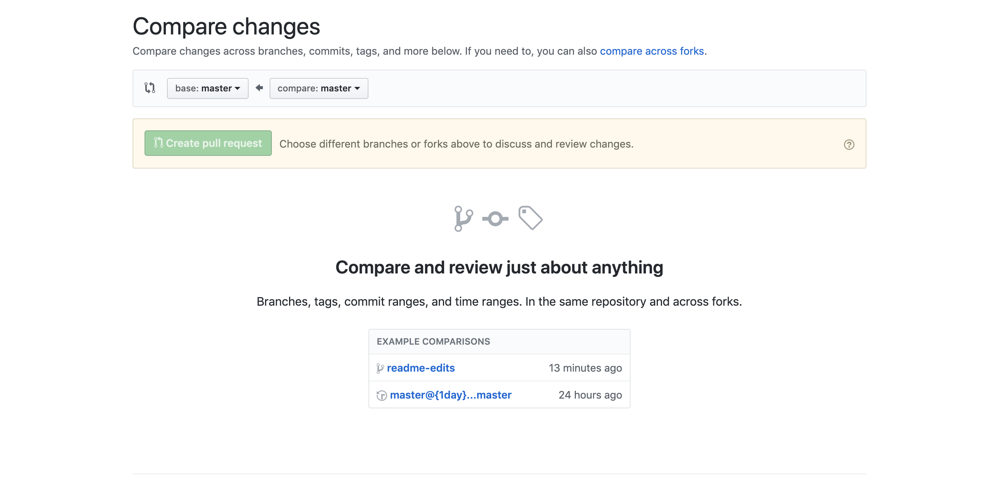 Compare changes
Compare changes across branches, commits, tags, and more below. If you need to, you can also compare across forks.
base: master compare: master
Create pull request Choose different branches or forks above to discuss and review changes.
Compare and review just about anything
Branches, tags, commit ranges, and time ranges. In the same repository and across forks.
EXAMPLE COMPARISONS
readme-edits 13 minutes ago
master@{1day}...master 24 hours ago